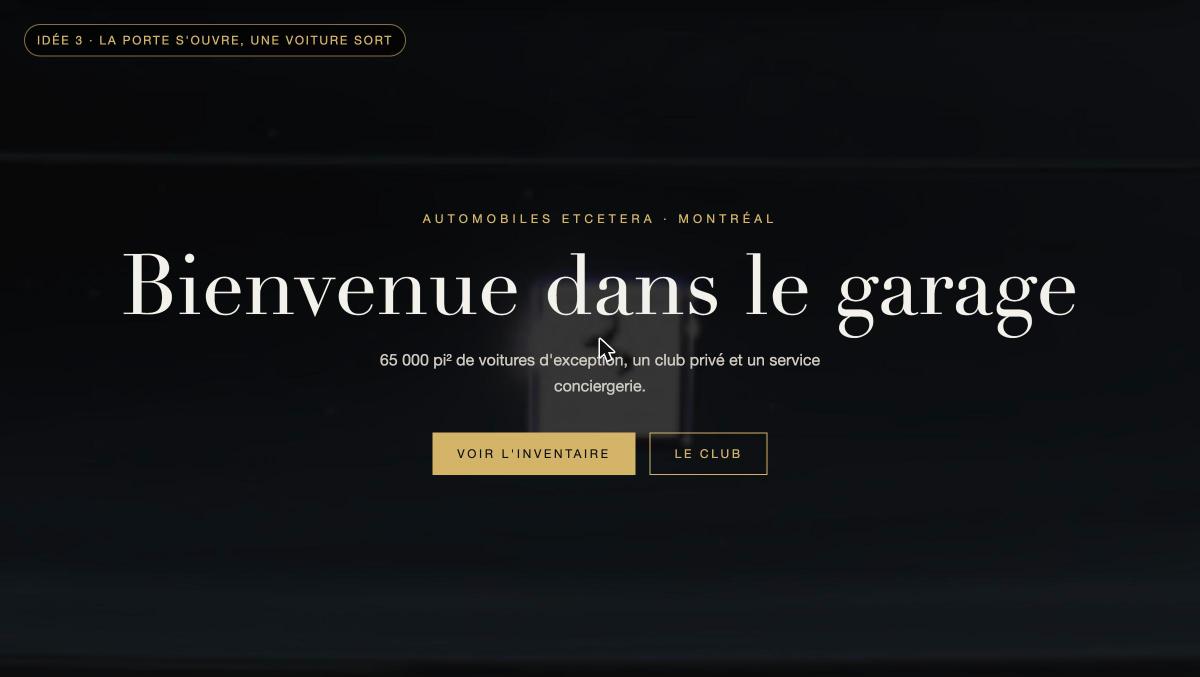 IDÉE 3 · LA PORTE S'OUVRE, UNE VOITURE SORT
AUTOMOBILES ETCETERA · MONTRÉAL
Bienvenue dans le garage
65 000 pi² de voitures d'exception, un club privé et un service
conciergerie.
VOIR L'INVENTAIRE
LE CLUB